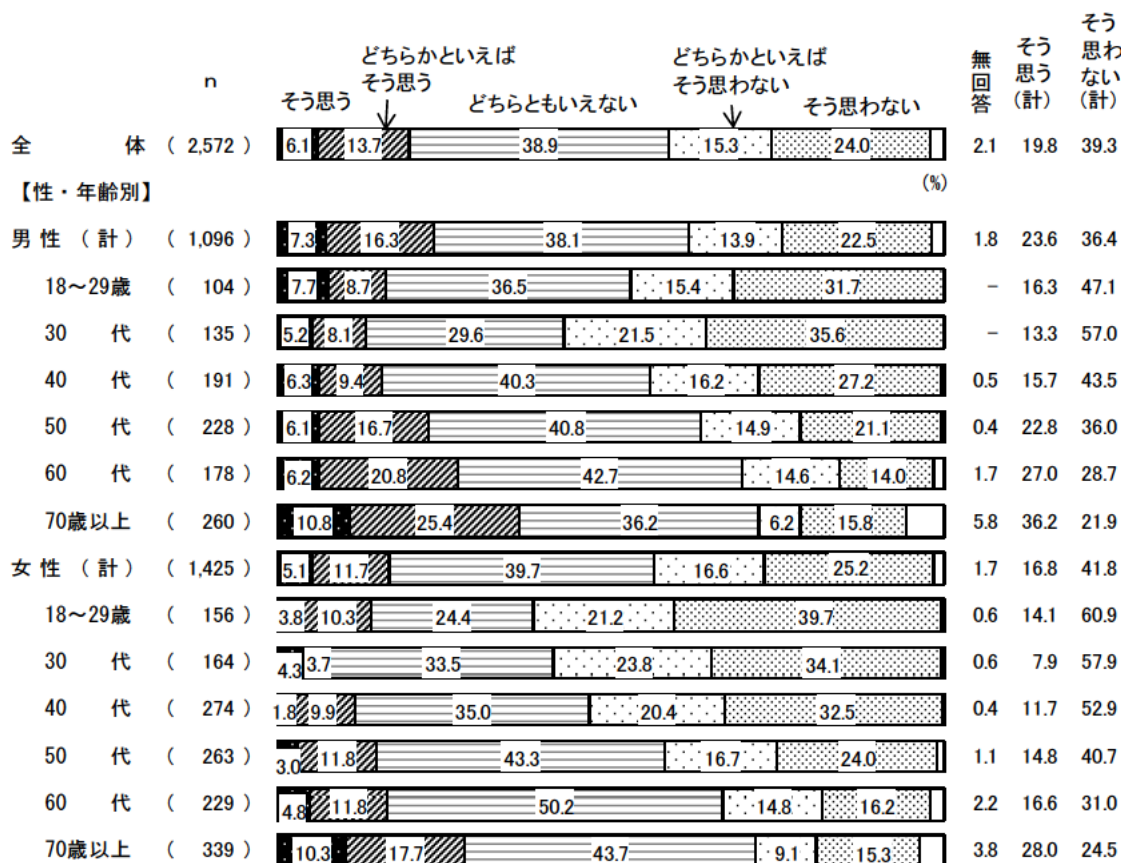 n そう思う どちらかといえばそう思う どちらともいえない どちらかといえばそう思わない そう思わない 無回答 そう思う(計) そう思わない(計)
全 体 ( 2,572 ) 6.1 13.7 38.9 15.3 24.0 2.1 19.8 39.3
【性・年齢別】 (%)
男 性 ( 計 ) ( 1,096 ) 7.3 16.3 38.1 13.9 22.5 1.8 23.6 36.4
18~29歳 ( 104 ) 7.7 8.7 36.5 15.4 31.7 - 16.3 47.1
30 代 ( 135 ) 5.2 8.1 29.6 21.5 35.6 - 13.3 57.0
40 代 ( 191 ) 6.3 9.4 40.3 16.2 27.2 0.5 15.7 43.5
50 代 ( 228 ) 6.1 16.7 40.8 14.9 21.1 0.4 22.8 36.0
60 代 ( 178 ) 6.2 20.8 42.7 14.6 14.0 1.7 27.0 28.7
70歳以上 ( 260 ) 10.8 25.4 36.2 6.2 15.8 5.8 36.2 21.9
女 性 ( 計 ) ( 1,425 ) 5.1 11.7 39.7 16.6 25.2 1.7 16.8 41.8
18~29歳 ( 156 ) 3.8 10.3 24.4 21.2 39.7 0.6 14.1 60.9
30 代 ( 164 ) 4.3 3.7 33.5 23.8 34.1 0.6 7.9 57.9
40 代 ( 274 ) 1.8 9.9 35.0 20.4 32.5 0.4 11.7 52.9
50 代 ( 263 ) 3.0 11.8 43.3 16.7 24.0 1.1 14.8 40.7
60 代 ( 229 ) 4.8 11.8 50.2 14.8 16.2 2.2 16.6 31.0
70歳以上 ( 339 ) 10.3 17.7 43.7 9.1 15.3 3.8 28.0 24.5